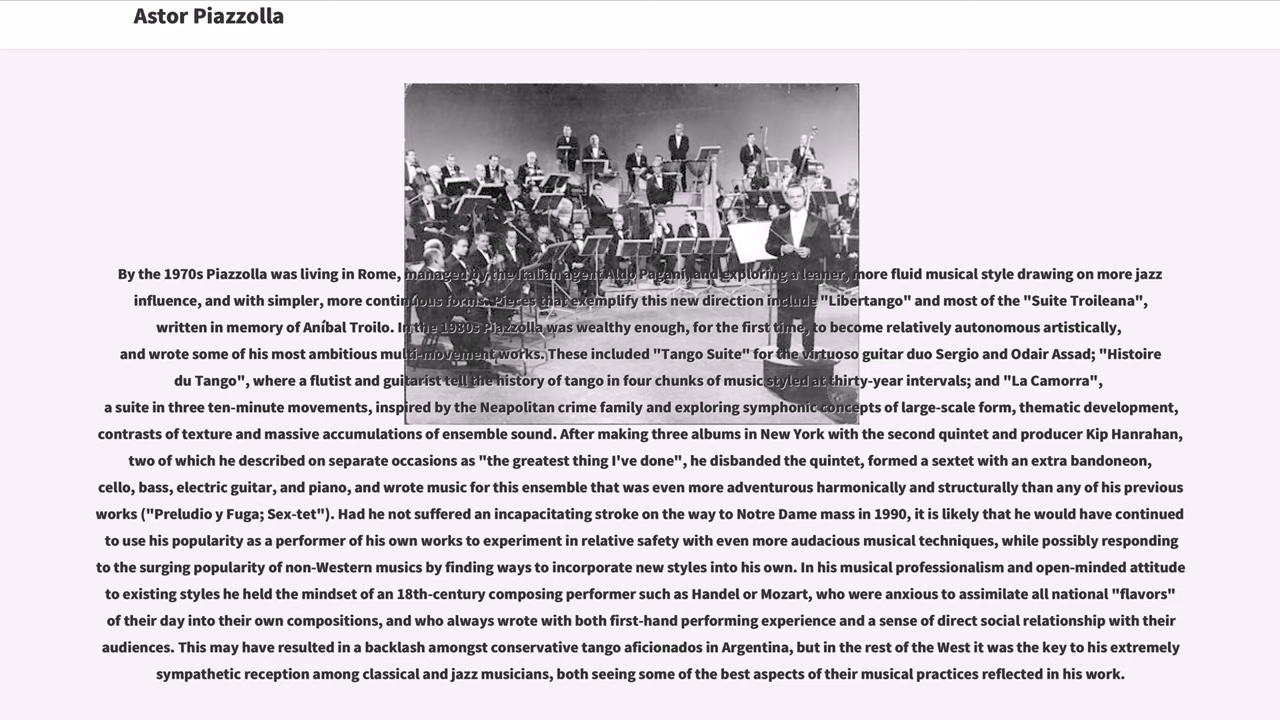 Astor Piazzolla
By the 1970s Piazzolla was living in Rome, managed by the Italian agent Aldo Pagani, and exploring a leaner, more fluid musical style drawing on more jazz
influence, and with simpler, more continuous forms. Pieces that exemplify this new direction include "Libertango" and most of the "Suite Troileana",
written in memory of Aníbal Troilo. In the 1980s Piazzolla was wealthy enough, for the first time, to become relatively autonomous artistically,
and wrote some of his most ambitious multi-movement works. These included "Tango Suite" for the virtuoso guitar duo Sergio and Odair Assad; "Histoire
du Tango", where a flutist and guitarist tell the history of tango in four chunks of music styled at thirty-year intervals; and "La Camorra",
a suite in three ten-minute movements, inspired by the Neapolitan crime family and exploring symphonic concepts of large-scale form, thematic development,
contrasts of texture and massive accumulations of ensemble sound. After making three albums in New York with the second quintet and producer Kip Hanrahan,
two of which he described on separate occasions as "the greatest thing I've done", he disbanded the quintet, formed a sextet with an extra bandoneon,
cello, bass, electric guitar, and piano, and wrote music for this ensemble that was even more adventurous harmonically and structurally than any of his previous
works ("Preludio y Fuga; Sex-tet"). Had he not suffered an incapacitating stroke on the way to Notre Dame mass in 1990, it is likely that he would have continued
to use his popularity as a performer of his own works to experiment in relative safety with even more audacious musical techniques, while possibly responding
to the surging popularity of non-Western musics by finding ways to incorporate new styles into his own. In his musical professionalism and open-minded attitude
to existing styles he held the mindset of an 18th-century composing performer such as Handel or Mozart, who were anxious to assimilate all national "flavors"
of their day into their own compositions, and who always wrote with both first-hand performing experience and a sense of direct social relationship with their
audiences. This may have resulted in a backlash amongst conservative tango aficionados in Argentina, but in the rest of the West it was the key to his extremely
sympathetic reception among classical and jazz musicians, both seeing some of the best aspects of their musical practices reflected in his work.